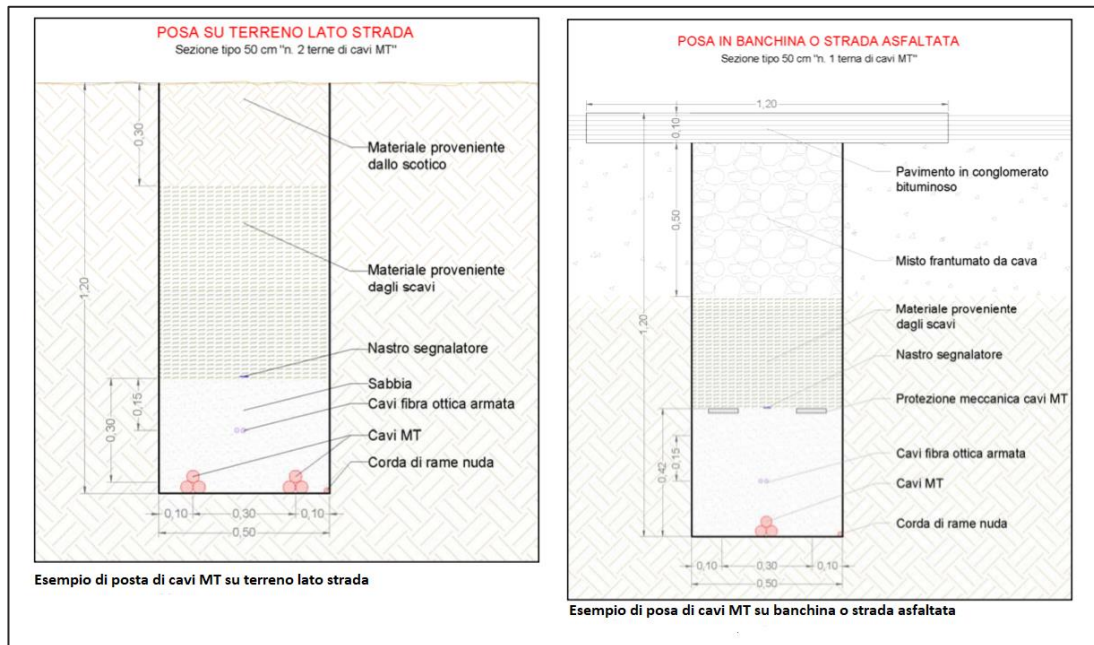 POSA SU TERRENO LATO STRADA
Sezione tipo 50 cm "n. 2 terne di cavi MT"
0,30
Materiale proveniente
dallo scotico
1,20
Materiale proveniente
dagli scavi
Nastro segnalatore
Sabbia
0,30
0,15
Cavi fibra ottica armata
Cavi MT
Corda di rame nuda
0,10
0,30
0,10
0,50
Esempio di posta di cavi MT su terreno lato strada
POSA IN BANCHINA O STRADA ASFALTATA
Sezione tipo 50 cm "n. 1 terna di cavi MT"
1,20
0,10
Pavimento in conglomerato
bituminoso
0,50
Misto frantumato da cava
1,20
Materiale proveniente
dagli scavi
Nastro segnalatore
Protezione meccanica cavi MT
0,42
0,15
Cavi fibra ottica armata
Cavi MT
Corda di rame nuda
0,10
0,30
0,10
0,50
Esempio di posa di cavi MT su banchina o strada asfaltata